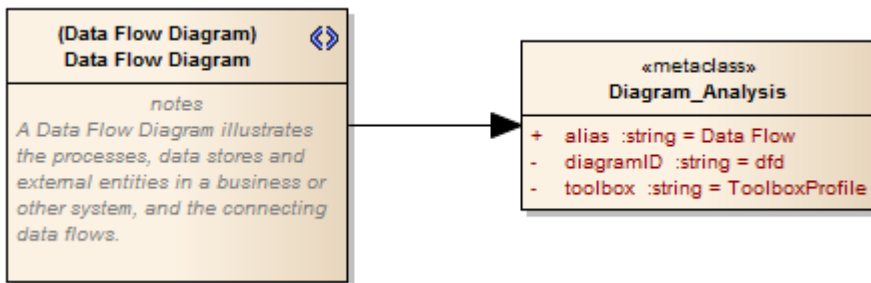 (Data Flow Diagram)
Data Flow Diagram
notes
A Data Flow Diagram illustrates
the processes, data stores and
external entities in a business or
other system, and the connecting
data flows.
«metaclass»
Diagram_Analysis
+ alias :string = Data Flow
- diagramID :string = dfd
- toolbox :string = ToolboxProfile